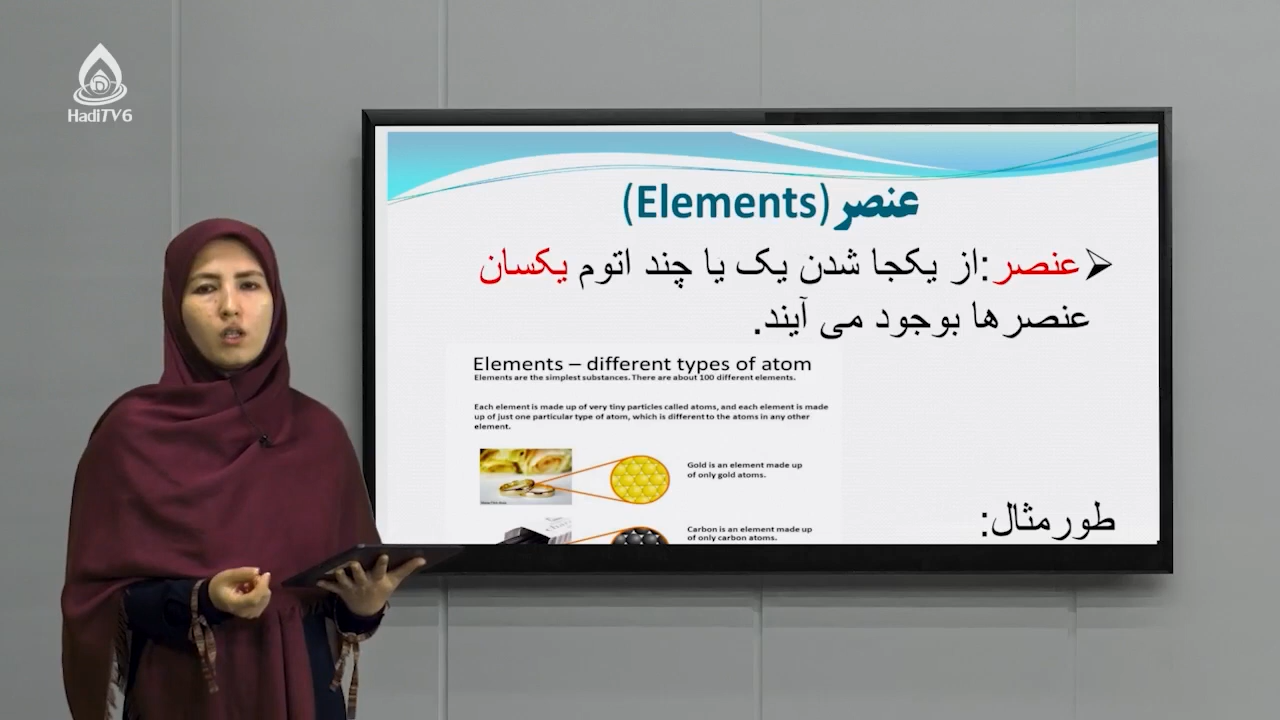 HadiTV6
عنصر (Elements)
عنصر:از یکجا شدن یک یا چند اتوم یکسان
عنصرها بوجود می آیند.
Elements – different types of atom
Elements are the simplest substances. There are about 100 different elements.
Each element is made up of very tiny particles called atoms, and each element is made
up of just one particular type of atom, which is different to the atoms in any other
element.
Gold is an element made up
of only gold atoms.
Carbon is an element made up
of only carbon atoms.
طور مثال: